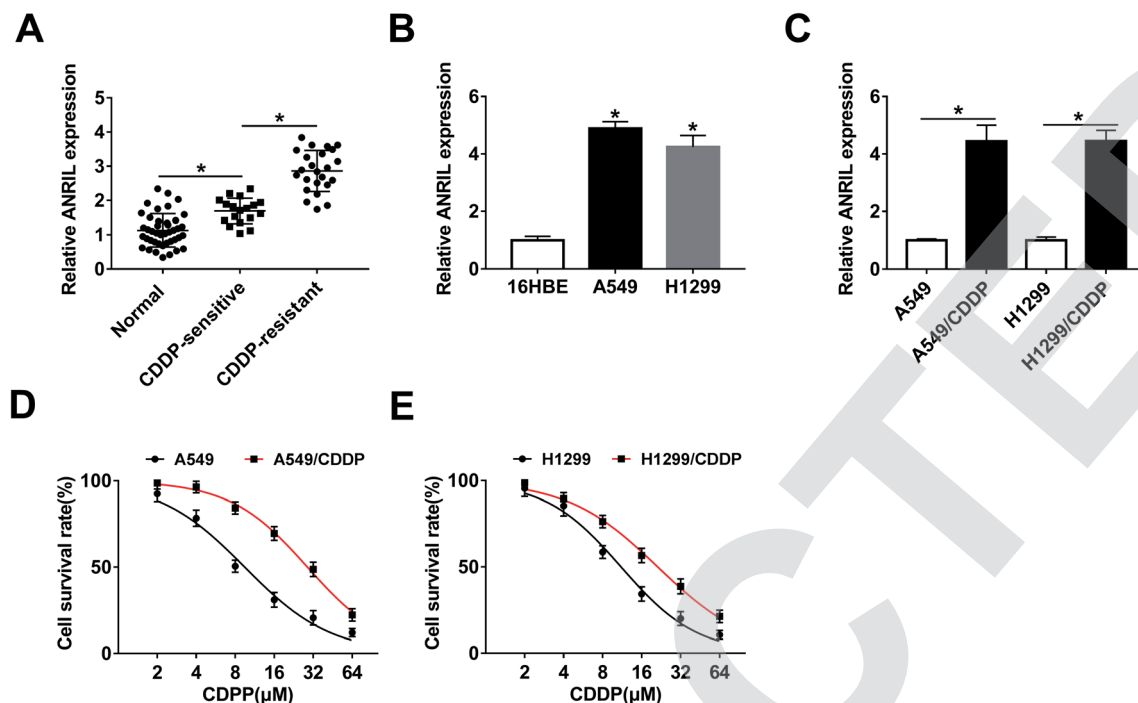 A
Relative ANRIL expression
5
4
3
2
1
0
*
*
Normal
CDDP-sensitive
CDDP-resistant
B
Relative ANRIL expression
6
4
2
0
*
*
16HBE A549 H1299
C
Relative ANRIL expression
6
4
2
0
*
*
A549
A549/CDDP
H1299
H1299/CDDP
D
A549 A549/CDDP
Cell survival rate(%)
100
50
0
2 4 8 16 32 64
CDPP(μM)
E
H1299 H1299/CDDP
Cell survival rate(%)
100
50
0
2 4 8 16 32 64
CDDP(μM)